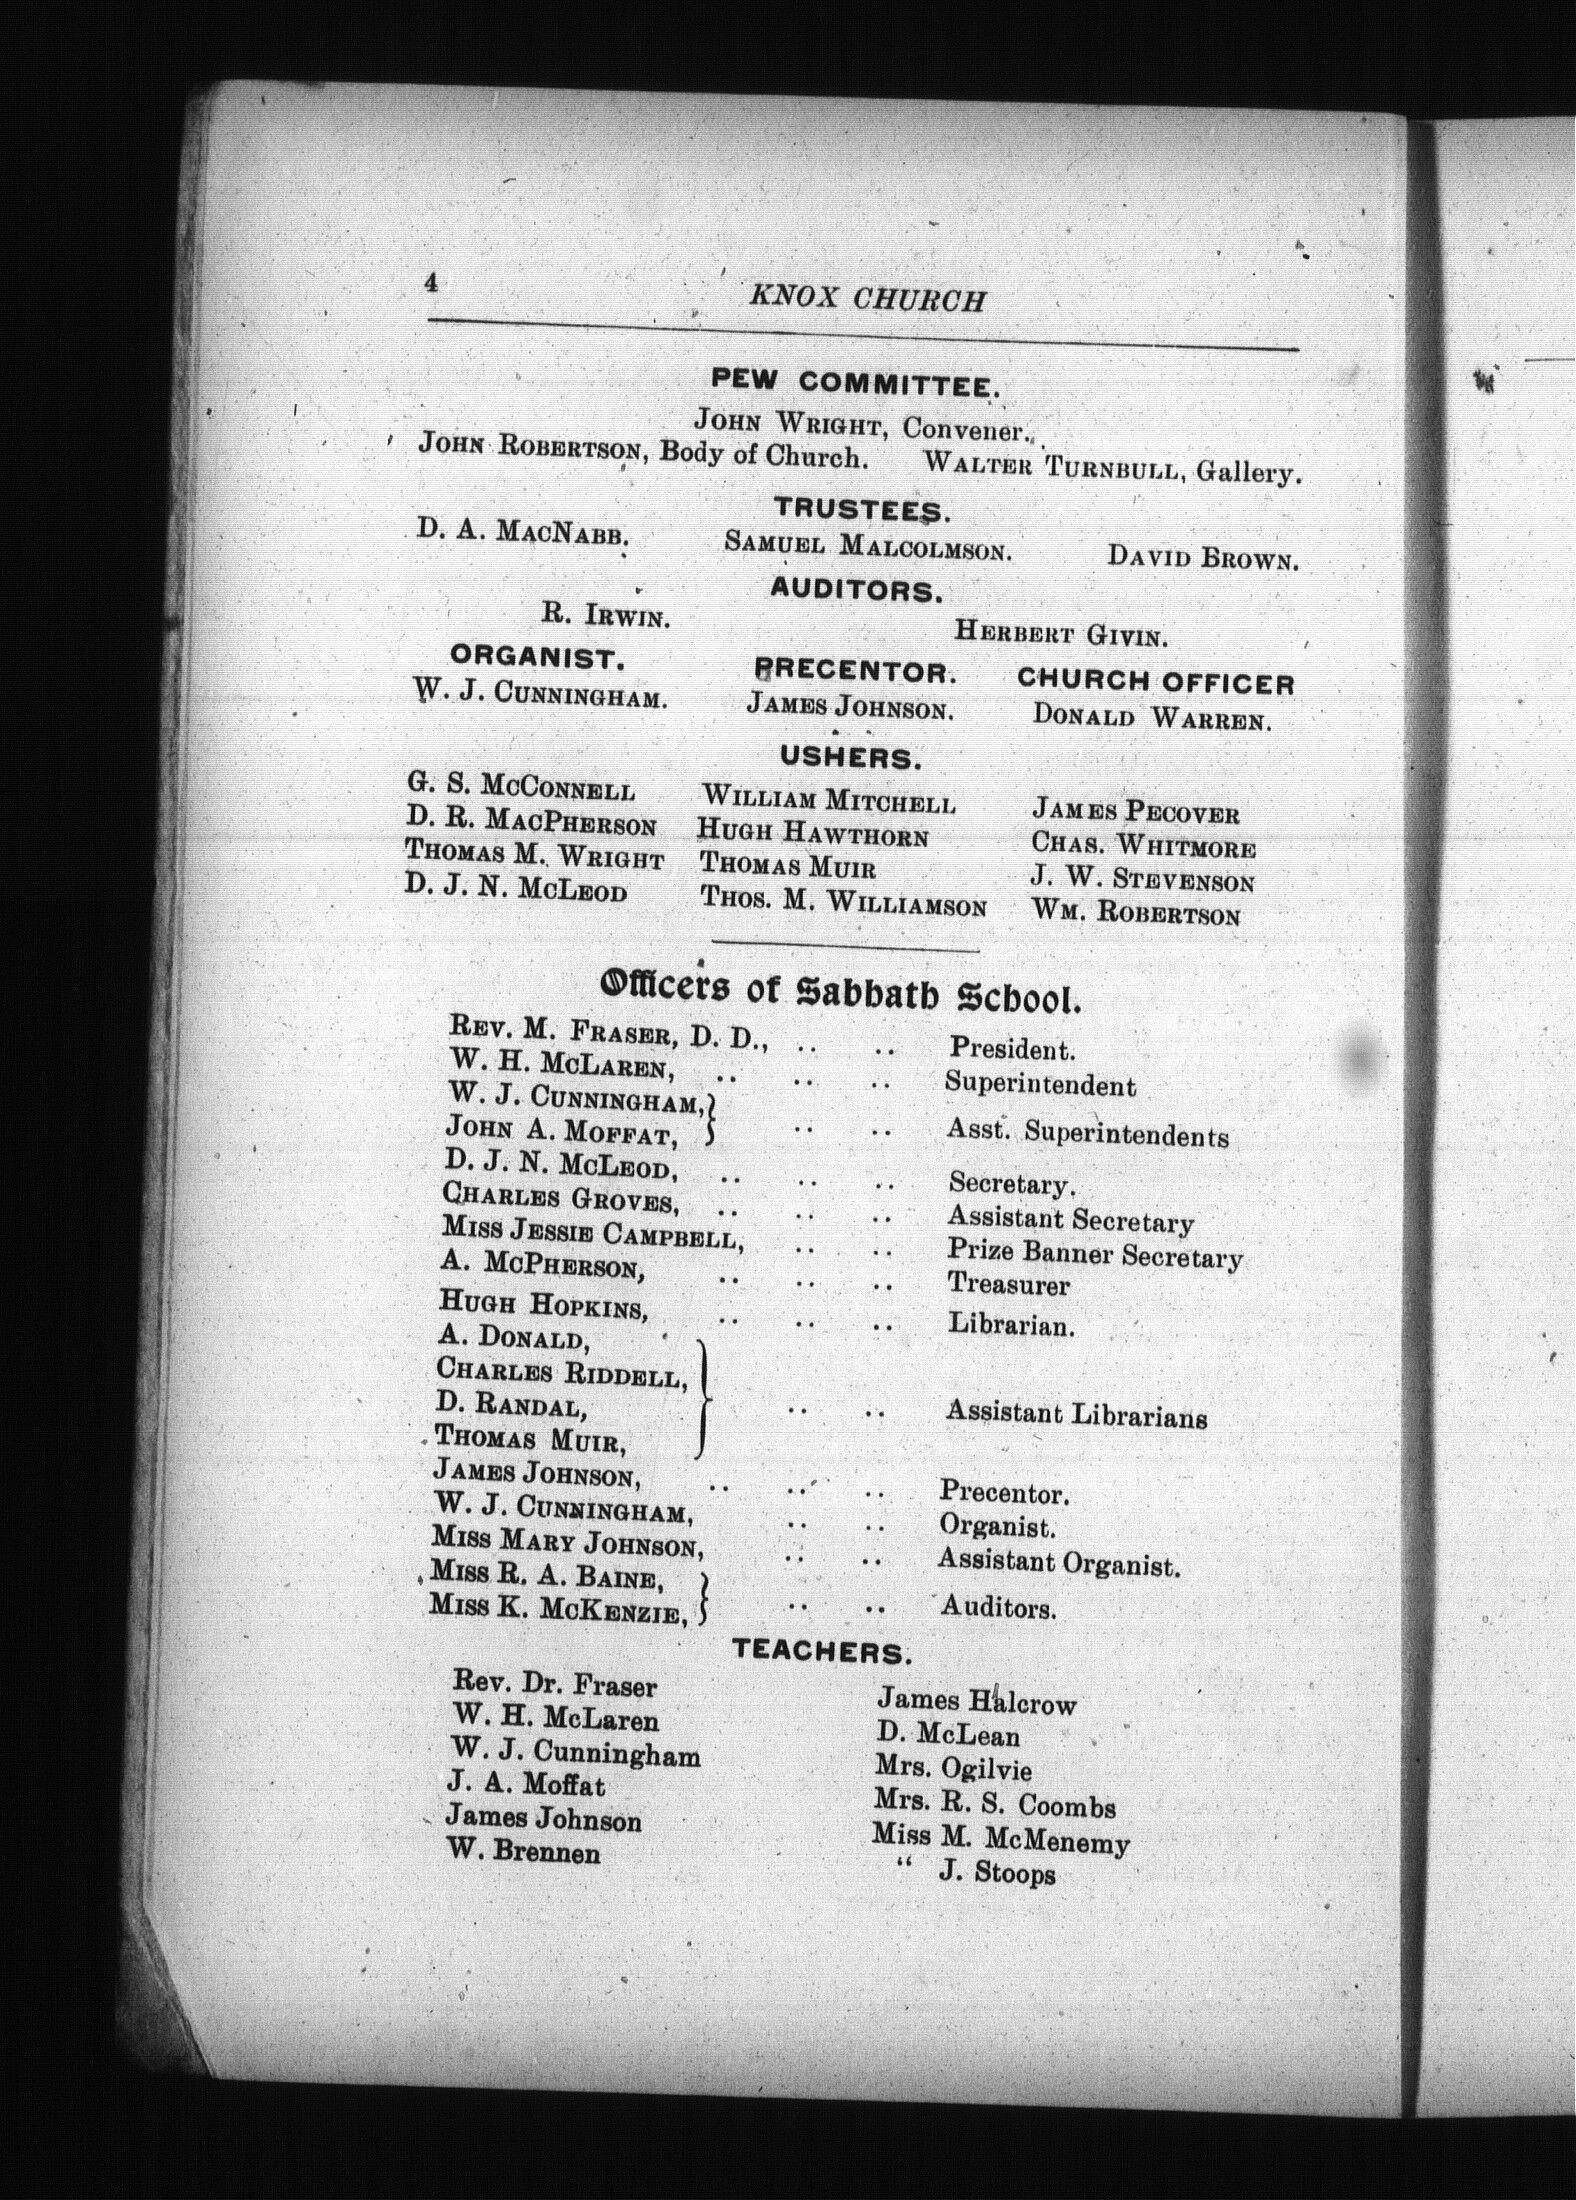 4 KNOX CHURCH
PEW COMMITTEE.
JOHN WRIGHT, Convener.
JOHN ROBERTSON, Body of Church. WALTER TURNBULL, Gallery.
TRUSTEES.
D. A. MACNABB. SAMUEL MALCOLMSON. DAVID BROWN.
AUDITORS.
R. IRWIN. HERBERT GIVIN.
ORGANIST. PRECENTOR. CHURCH OFFICER
W. J. CUNNINGHAM. JAMES JOHNSON. DONALD WARREN.
USHERS.
G. S. MCCONNELL WILLIAM MITCHELL JAMES PECOVER
D. R. MACPHERSON HUGH HAWTHORN CHAS. WHITMORE
THOMAS M. WRIGHT THOMAS MUIR J. W. STEVENSON
D. J. N. MCLEOD THOS. M. WILLIAMSON WM. ROBERTSON
Officers of Sabbath School.
REV. M. FRASER, D. D., .. .. President.
W. H. MCLAREN, .. .. .. Superintendent
W. J. CUNNINGHAM,}
JOHN A. MOFFAT, } .. .. Asst. Superintendents
D. J. N. MCLEOD, .. .. .. Secretary.
CHARLES GROVES, .. .. .. Assistant Secretary
MISS JESSIE CAMPBELL, .. .. Prize Banner Secretary
A. MCPHERSON, .. .. .. Treasurer
HUGH HOPKINS, .. .. .. Librarian.
A. DONALD,
CHARLES RIDDELL,
D. RANDAL, } .. .. Assistant Librarians
THOMAS MUIR,
JAMES JOHNSON, .. .. .. Precentor.
W. J. CUNNINGHAM, .. .. Organist.
MISS MARY JOHNSON, .. .. Assistant Organist.
MISS R. A. BAINE, }
MISS K. MCKENZIE, } .. .. Auditors.
TEACHERS.
Rev. Dr. Fraser James Halcrow
W. H. McLaren D. McLean
W. J. Cunningham Mrs. Ogilvie
J. A. Moffat Mrs. R. S. Coombs
James Johnson Miss M. McMenemy
W. Brennen " J. Stoops